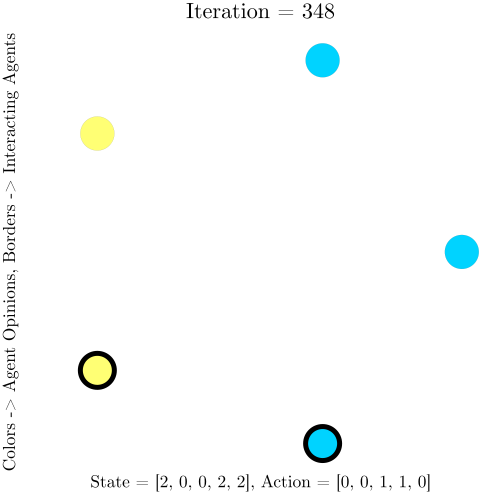 Iteration = 348
Colors -> Agent Opinions, Borders -> Interacting Agents
State = [2, 0, 0, 2, 2], Action = [0, 0, 1, 1, 0]